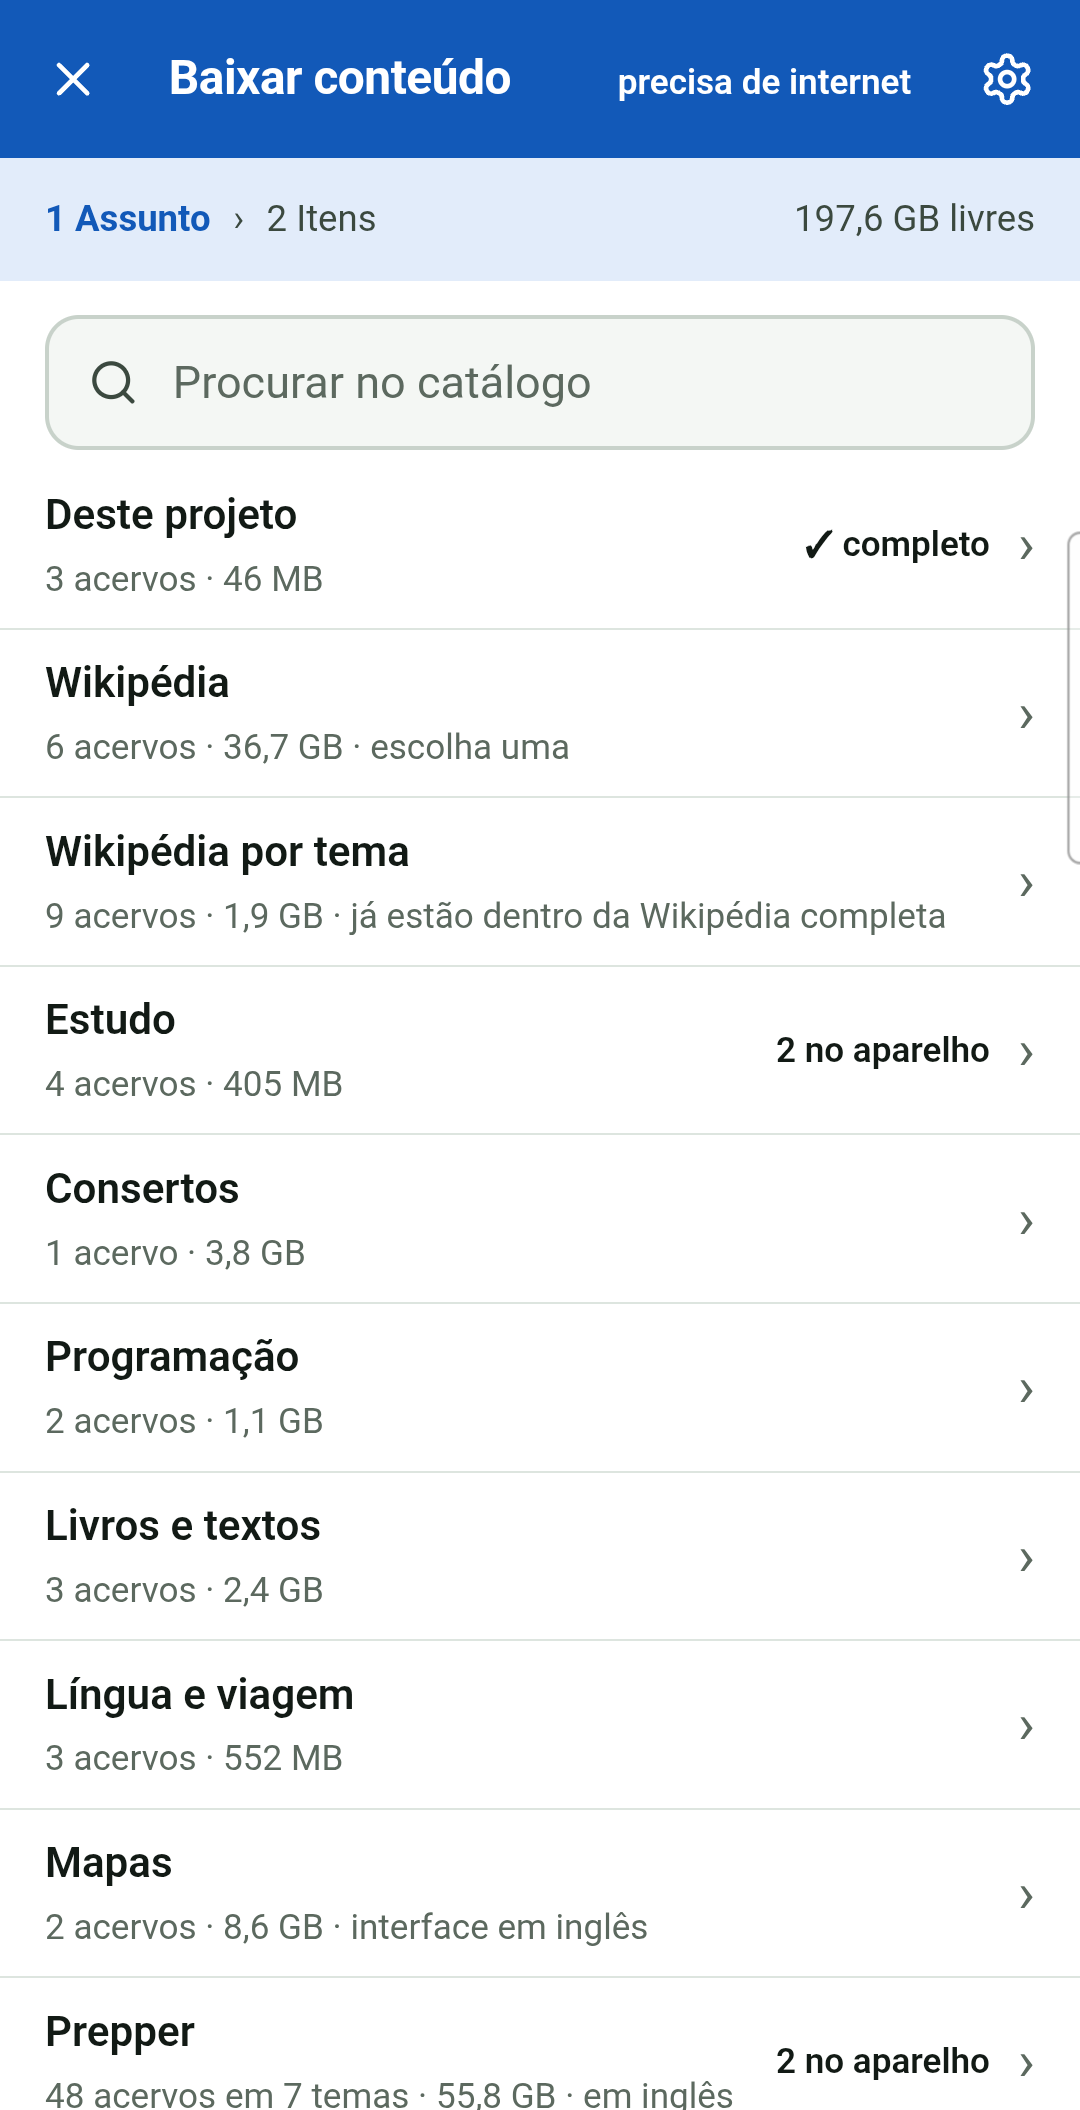 Baixar conteúdo precisa de internet
1 Assunto › 2 Itens 197,6 GB livres
Procurar no catálogo
Deste projeto
✓ completo ›
3 acervos · 46 MB
Wikipédia
6 acervos · 36,7 GB · escolha uma ›
Wikipédia por tema
9 acervos · 1,9 GB · já estão dentro da Wikipédia completa ›
Estudo
2 no aparelho ›
4 acervos · 405 MB
Consertos
1 acervo · 3,8 GB ›
Programação
2 acervos · 1,1 GB ›
Livros e textos
3 acervos · 2,4 GB ›
Língua e viagem
3 acervos · 552 MB ›
Mapas
2 acervos · 8,6 GB · interface em inglês ›
Prepper
2 no aparelho ›
48 acervos em 7 temas · 55,8 GB · em inglês